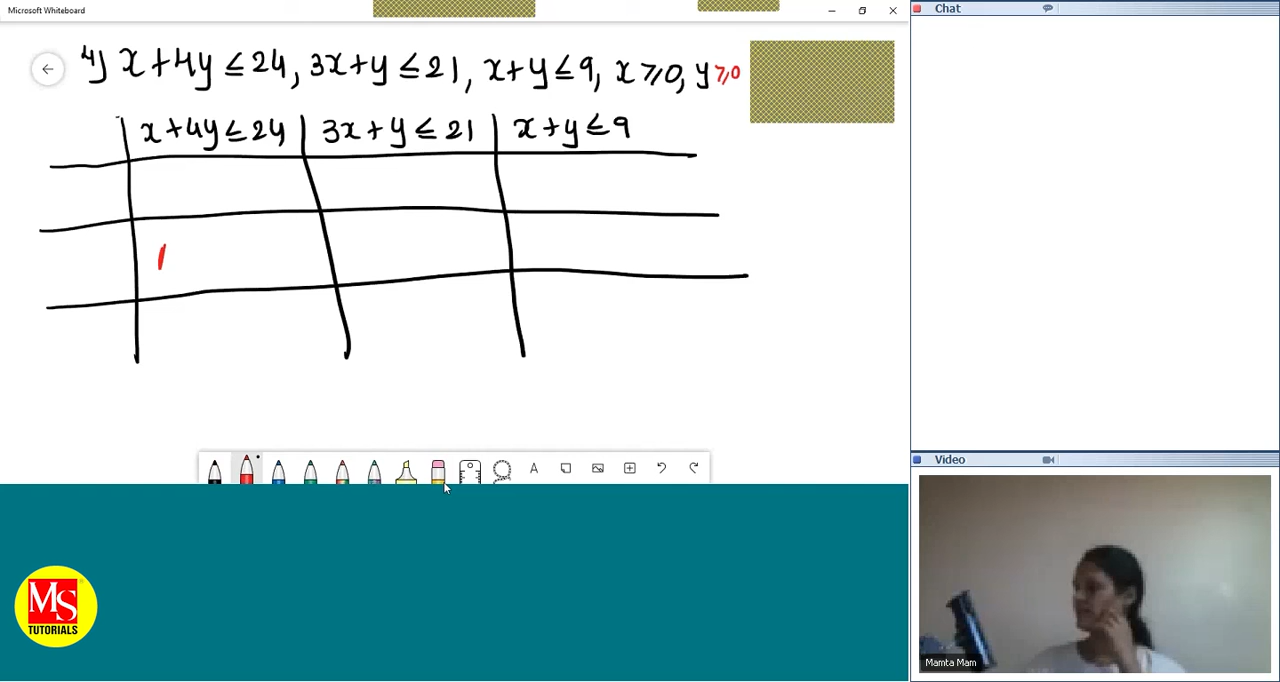 Microsoft Whiteboard
4) x+4y ≤ 24, 3x+y ≤ 21, x+y ≤ 9, x ≥ 0, y ≥ 0
x+4y ≤ 24 3x+y ≤ 21 x+y ≤ 9
A
MS
TUTORIALS
Chat
Video
Mamta Mam